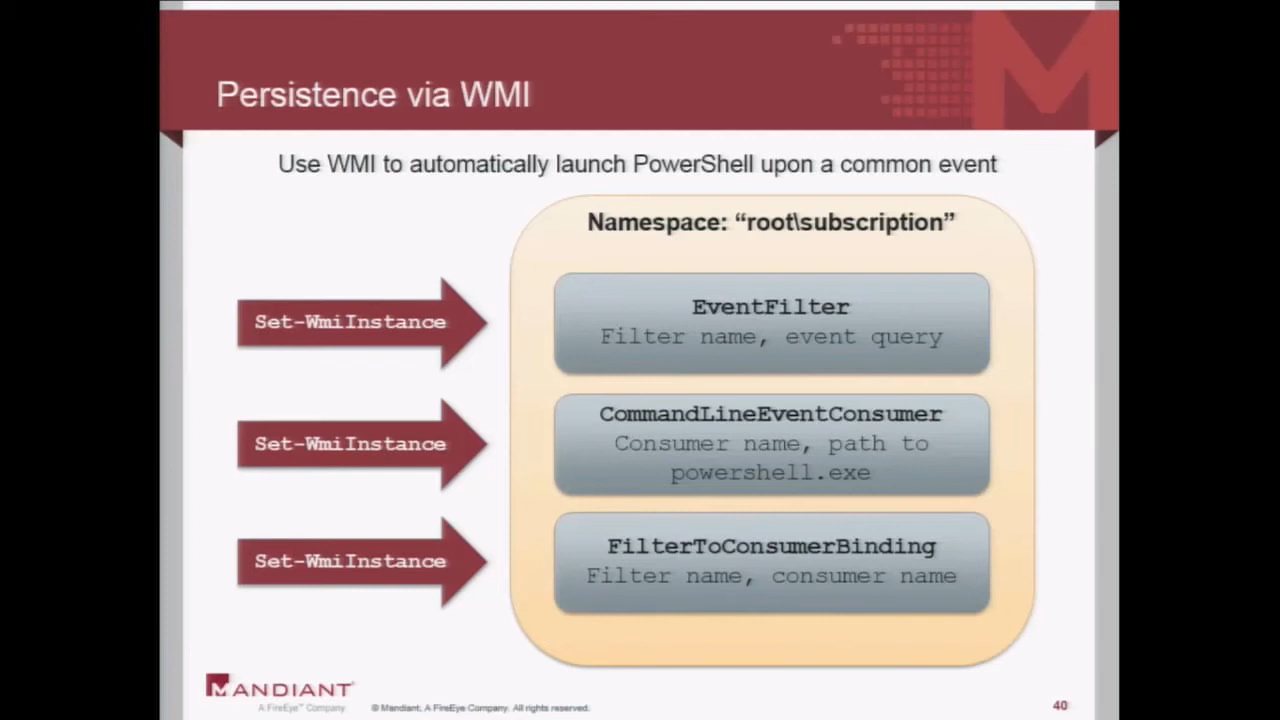 Persistence via WMI
Use WMI to automatically launch PowerShell upon a common event
Namespace: “root\subscription”
Set-WmiInstance
EventFilter
Filter name, event query
Set-WmiInstance
CommandLineEventConsumer
Consumer name, path to
powershell.exe
Set-WmiInstance
FilterToConsumerBinding
Filter name, consumer name
MANDIANT
A FireEye™ Company
© Mandiant, A FireEye Company. All rights reserved.
40